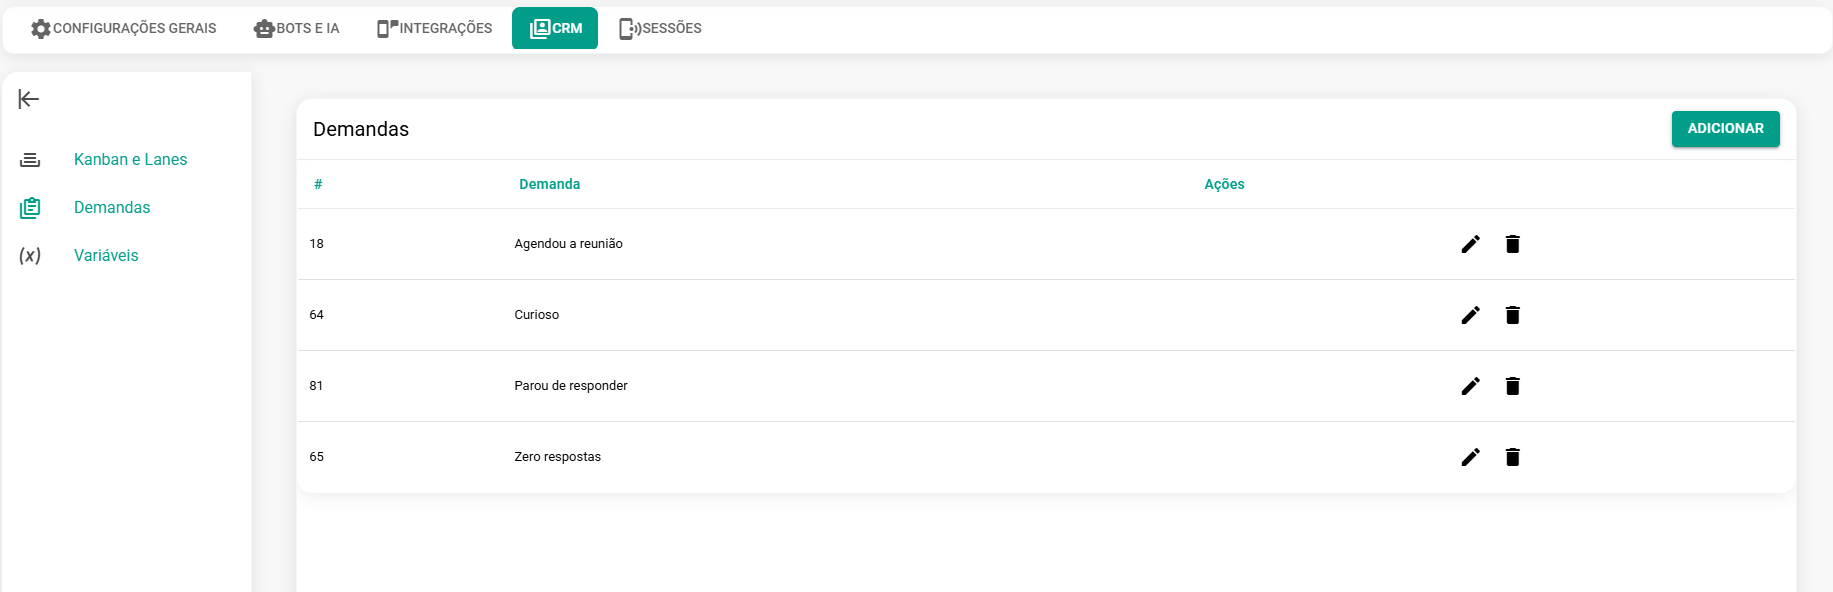 CONFIGURAÇÕES GERAIS BOTS E IA INTEGRAÇÕES CRM SESSÕES
Kanban e Lanes
Demandas
(x) Variáveis
Demandas ADICIONAR
# Demanda Ações
18 Agendou a reunião
64 Curioso
81 Parou de responder
65 Zero respostas